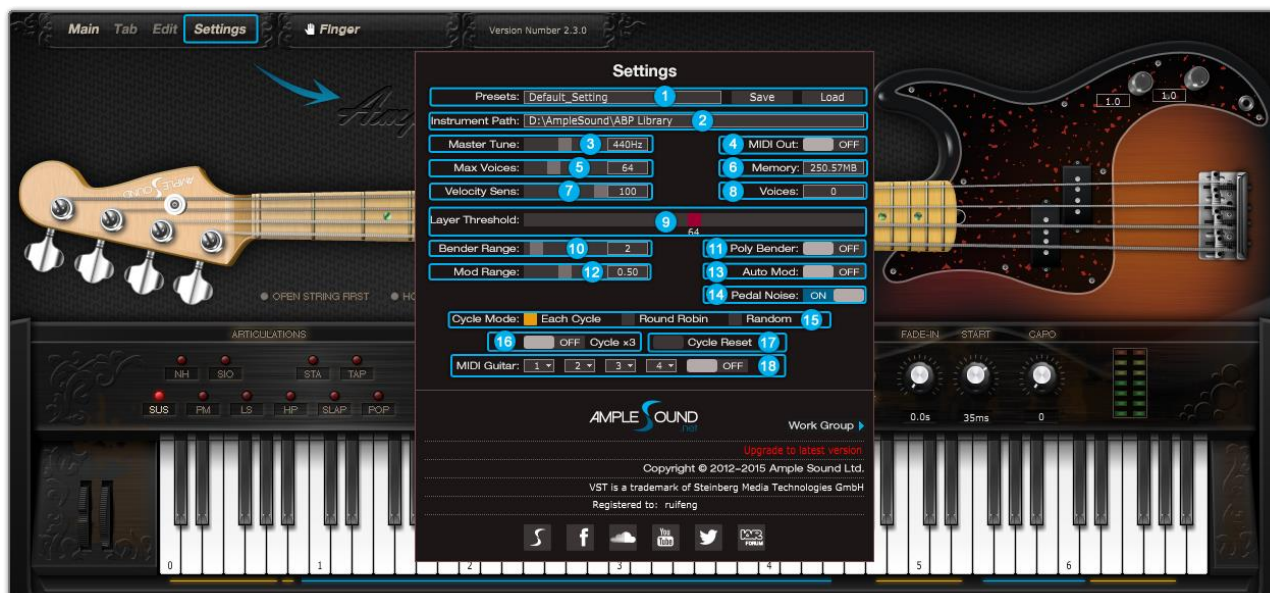 Main Tab Edit Settings
Finger
Version Number 2.3.0
Settings
Presets: Default_Setting 1 Save Load
Instrument Path: D:\AmpleSound\ABP Library 2
Master Tune: 3 440Hz
4 MIDI Out: OFF
Max Voices: 5 64
6 Memory: 250.57MB
Velocity Sens: 7 100
8 Voices: 0
Layer Threshold: 9
64
Bender Range: 10 2
11 Poly Bender: OFF
Mod Range: 12 0.50
13 Auto Mod: OFF
14 Pedal Noise: ON
Cycle Mode: Each Cycle Round Robin Random 15
16 OFF Cycle x3
Cycle Reset 17
MIDI Guitar: 1 2 3 4 OFF 18
AMPLE SOUND
.net
Work Group
Upgrade to latest version
Copyright © 2012–2015 Ample Sound Ltd.
VST is a trademark of Steinberg Media Technologies GmbH
Registered to: ruifeng
You
Tube
KVR
FORUM
1.0
1.0
AMPLE SOUND
OPEN STRING FIRST
ARTICULATIONS
NH SIO STA TAP
SUS PM LS HP SLAP POP
FADE-IN START CAPO
0.0s 35ms 0
0 1 2 3 4 5 6